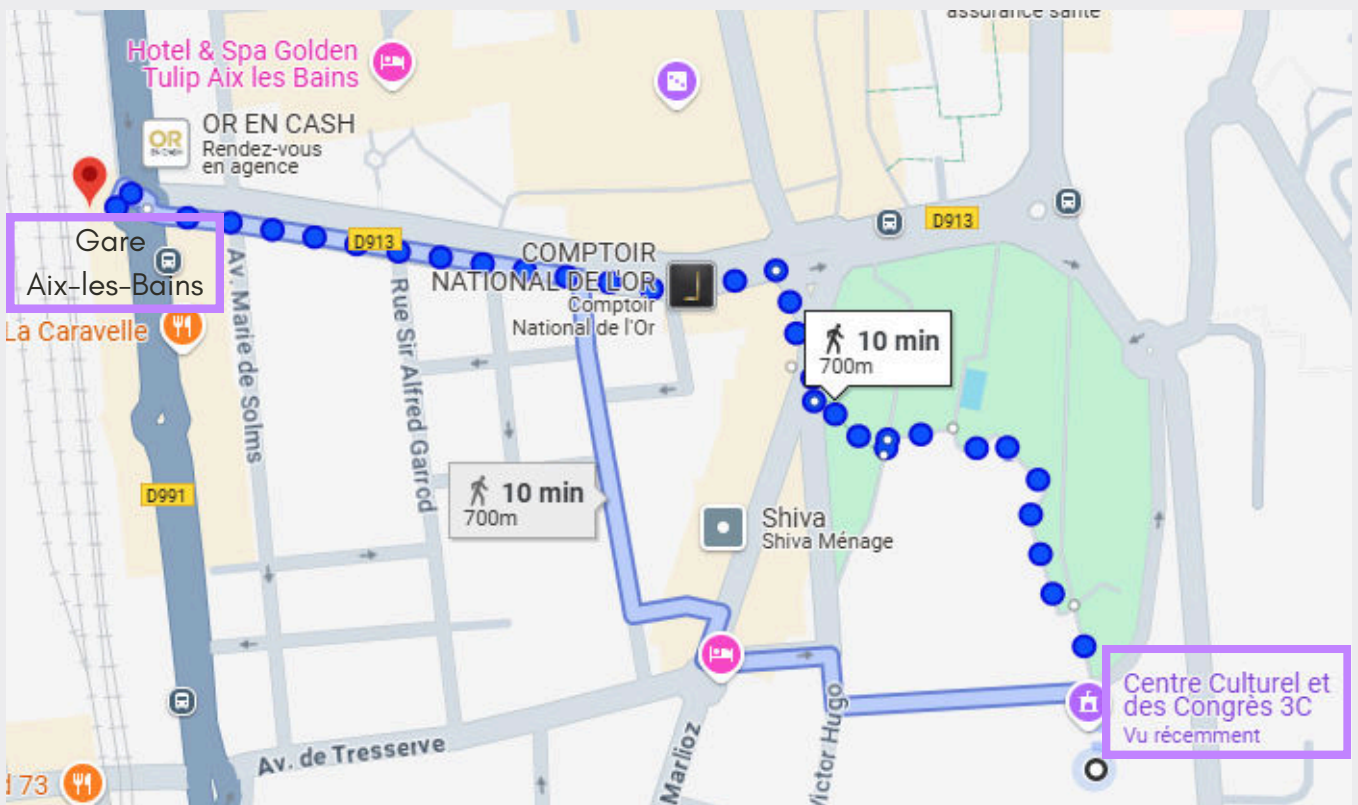 assurance santé
Hotel & Spa Golden
Tulip Aix les Bains
OR
EN CASH
OR EN CASH
Rendez-vous
en agence
D913
Gare
Aix-les-Bains
D913
COMPTOIR
NATIONAL DE L'OR
Comptoir
National de l'Or
La Caravelle
Av. Marie de Solms
Rue Sir Alfred Garrod
10 min
700m
10 min
700m
D991
Shiva
Shiva Ménage
Centre Culturel et
des Congrès 3C
Vu récemment
Av. de Tresserve
Marlioz
Victor Hugo
73